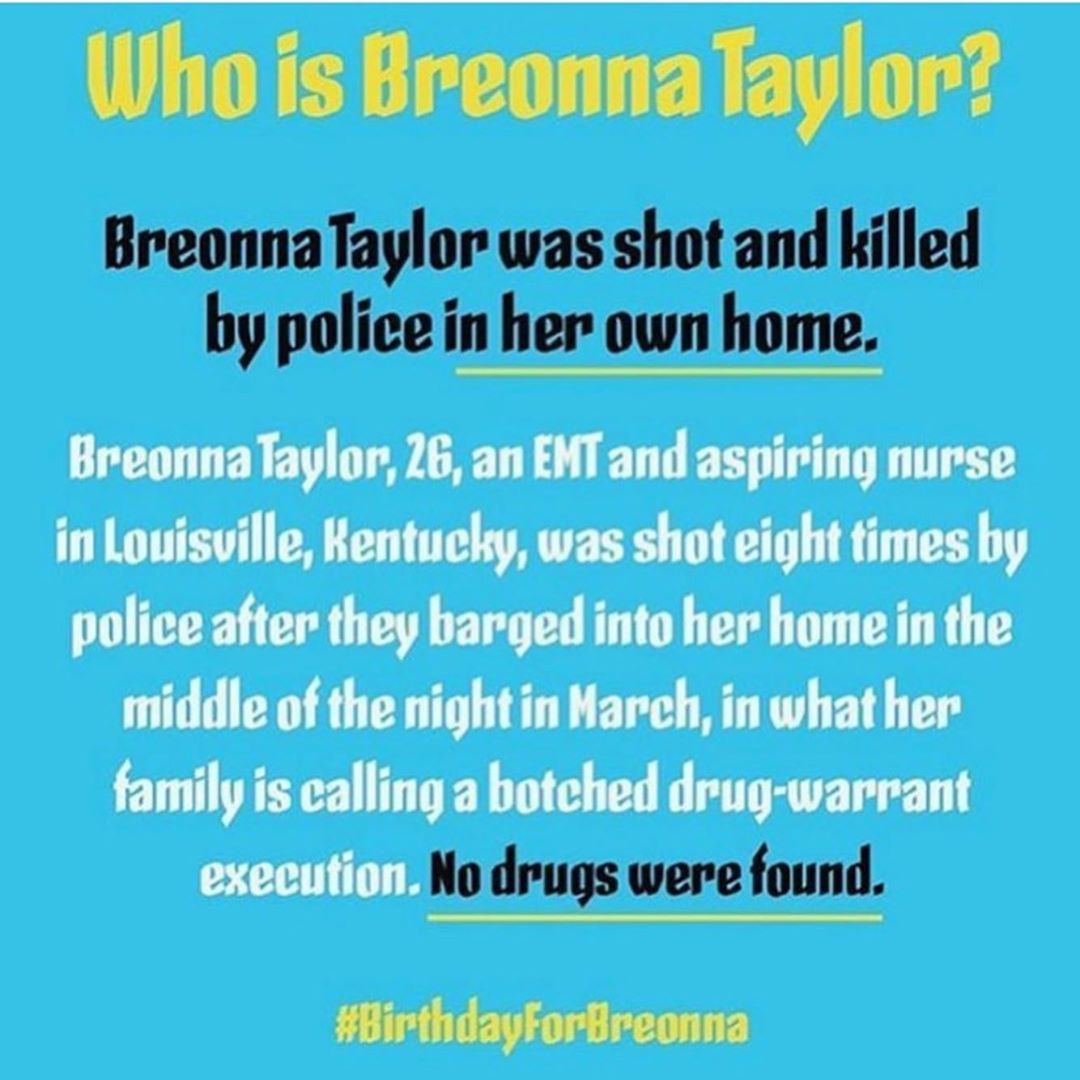 Who is Breonna Taylor?
Breonna Taylor was shot and killed
by police in her own home.
Breonna Taylor, 26, an EMT and aspiring nurse
in Louisville, Kentucky, was shot eight times by
police after they barged into her home in the
middle of the night in March, in what her
family is calling a botched drug-warrant
execution. No drugs were found.
#BirthdayForBreonna